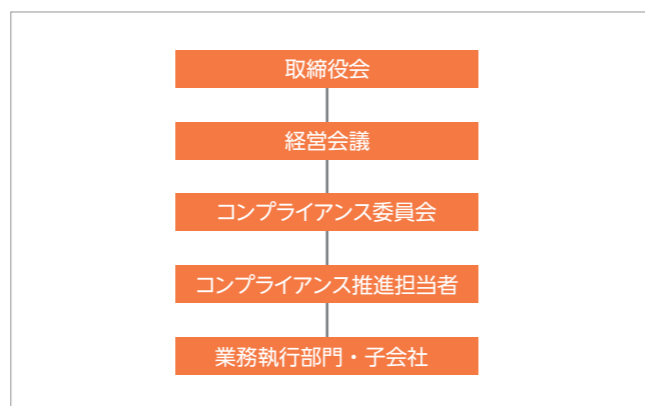 取締役会
経営会議
コンプライアンス委員会
コンプライアンス推進担当者
業務執行部門・子会社